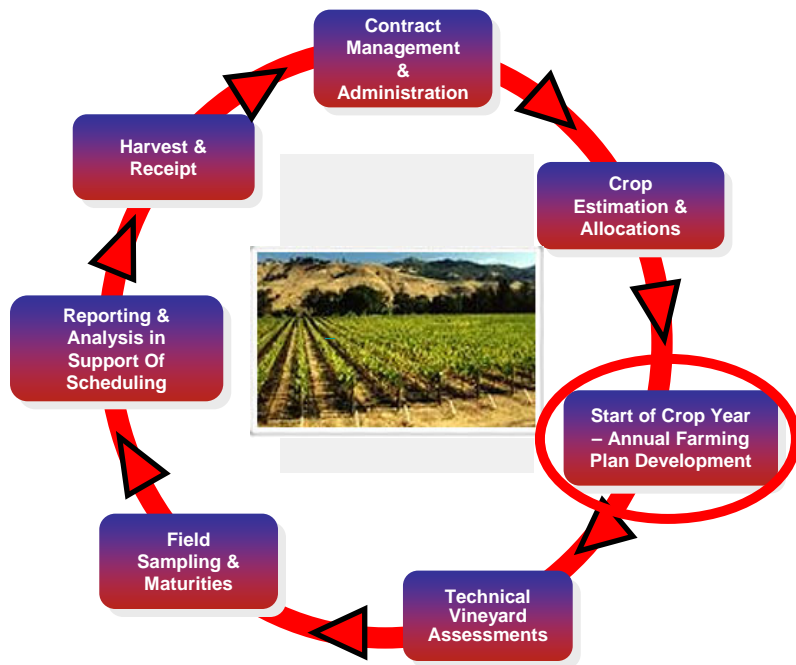 Contract
Management
&
Administration
Crop
Estimation &
Allocations
Start of Crop Year
– Annual Farming
Plan Development
Technical
Vineyard
Assessments
Field
Sampling &
Maturities
Reporting &
Analysis in
Support Of
Scheduling
Harvest &
Receipt